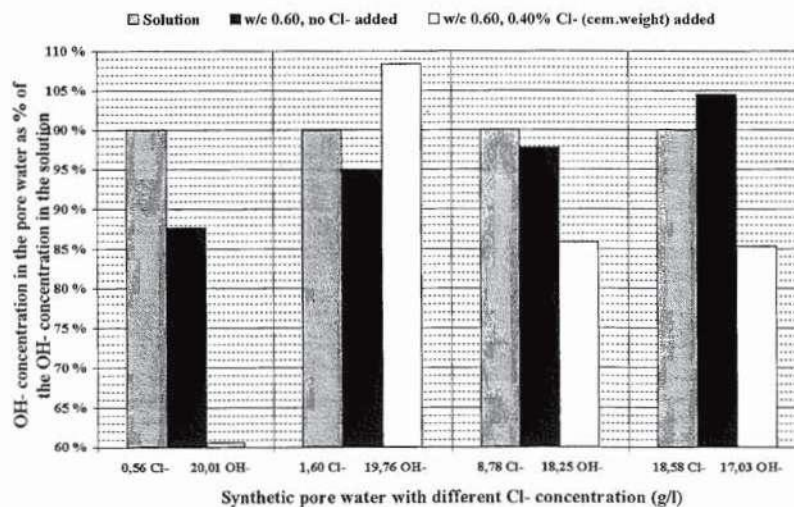 Solution
w/c 0.60, no Cl- added
w/c 0.60, 0.40% Cl- (cem.weight) added
OH- concentration in the pore water as % of
the OH- concentration in the solution
110 %
105 %
100 %
95 %
90 %
85 %
80 %
75 %
70 %
65 %
60 %
0,56 Cl- 20,01 OH-
1,60 Cl- 19,76 OH-
8,78 Cl- 18,25 OH-
18,58 Cl- 17,03 OH-
Synthetic pore water with different Cl- concentration (g/l)